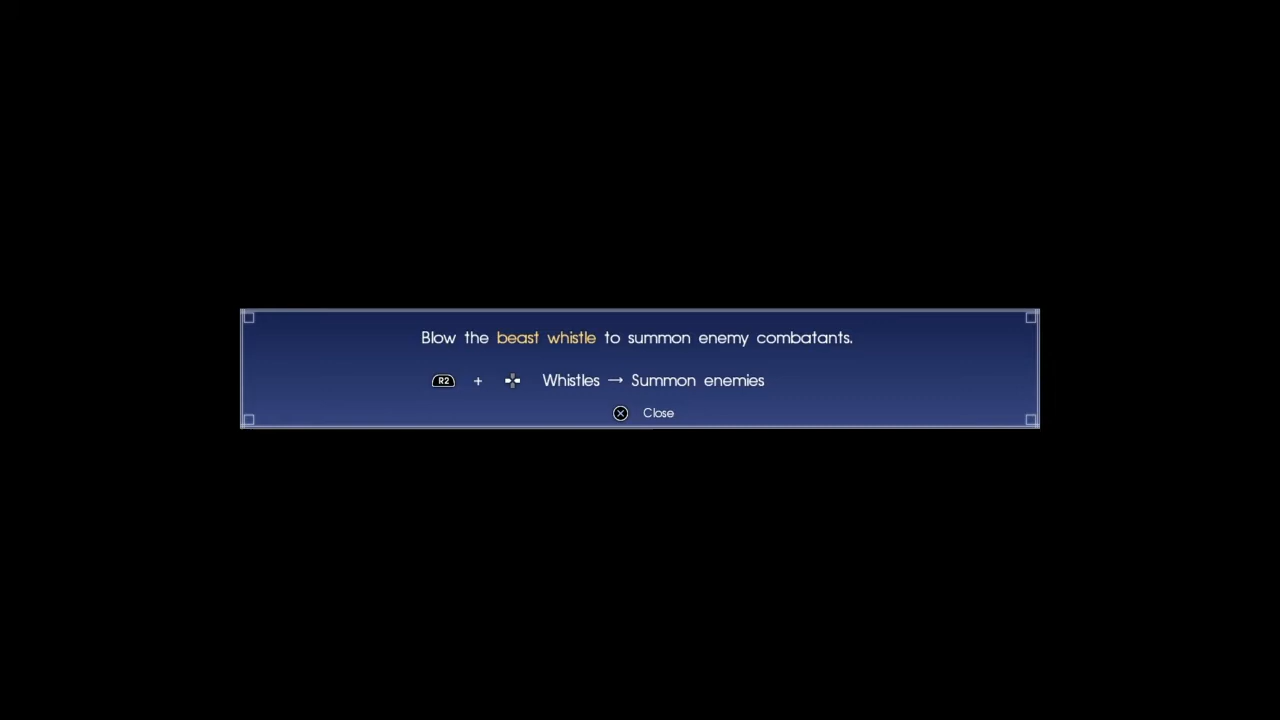 Blow the beast whistle to summon enemy combatants.
R2 + Whistles → Summon enemies
Close